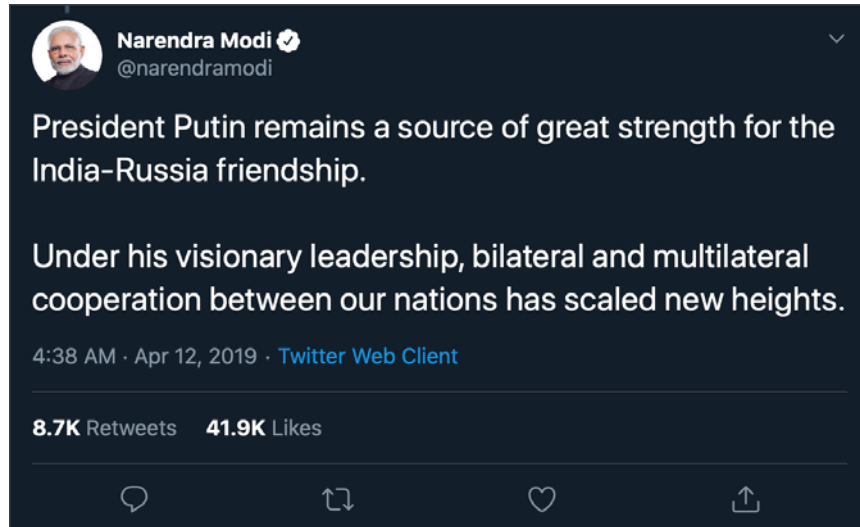 Narendra Modi
@narendramodi
President Putin remains a source of great strength for the
India-Russia friendship.
Under his visionary leadership, bilateral and multilateral
cooperation between our nations has scaled new heights.
4:38 AM · Apr 12, 2019 · Twitter Web Client
8.7K Retweets 41.9K Likes